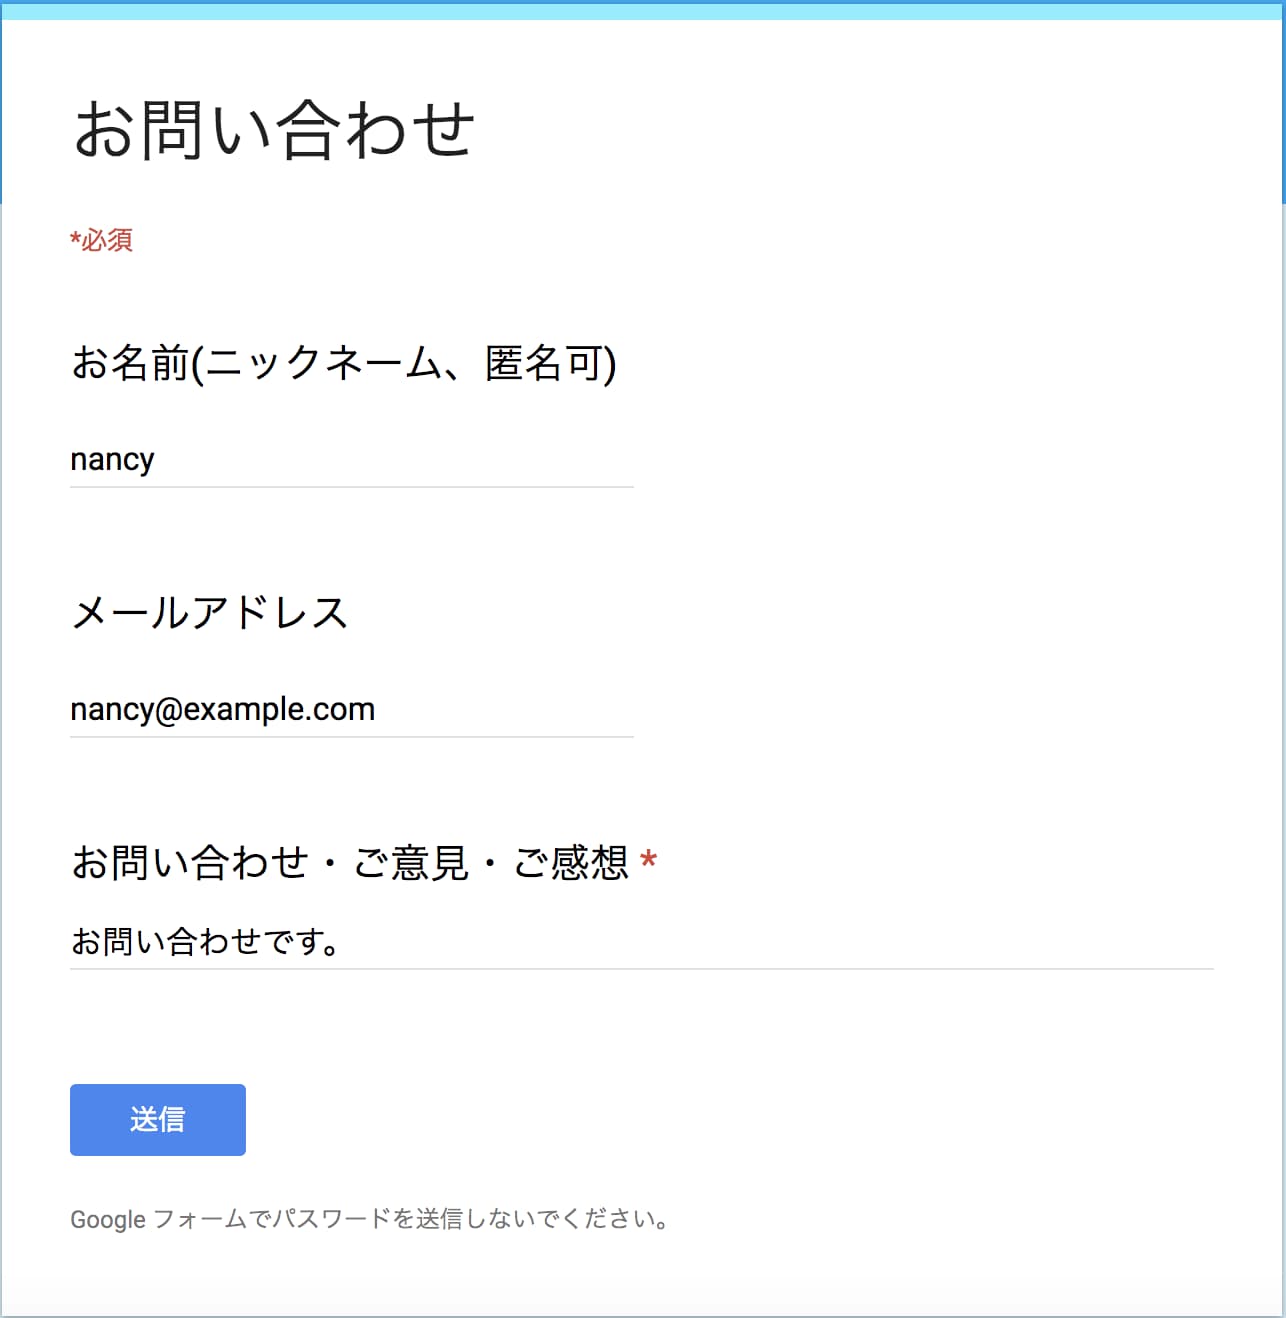 お問い合わせ
*必須
お名前(ニックネーム、匿名可)
nancy
メールアドレス
nancy@example.com
お問い合わせ・ご意見・ご感想 *
お問い合わせです。
送信
Google フォームでパスワードを送信しないでください。